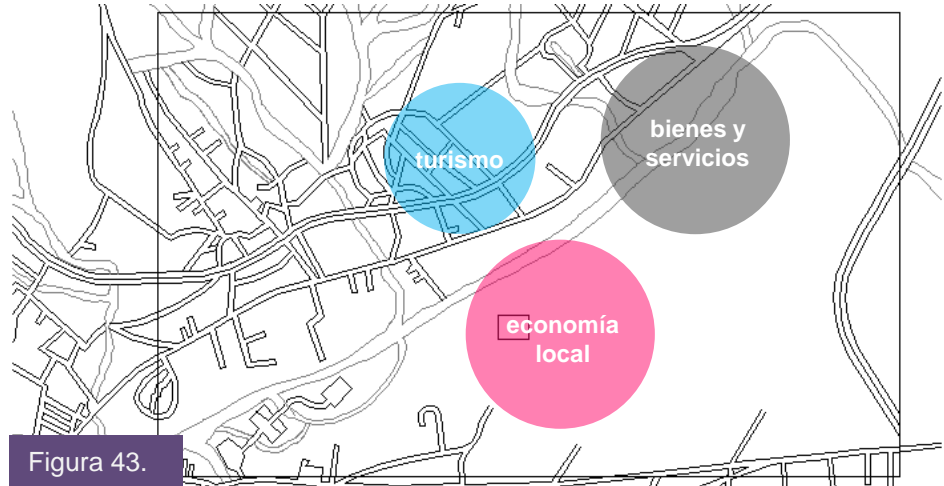 turismo
bienes y
servicios
economía
local
Figura 43.